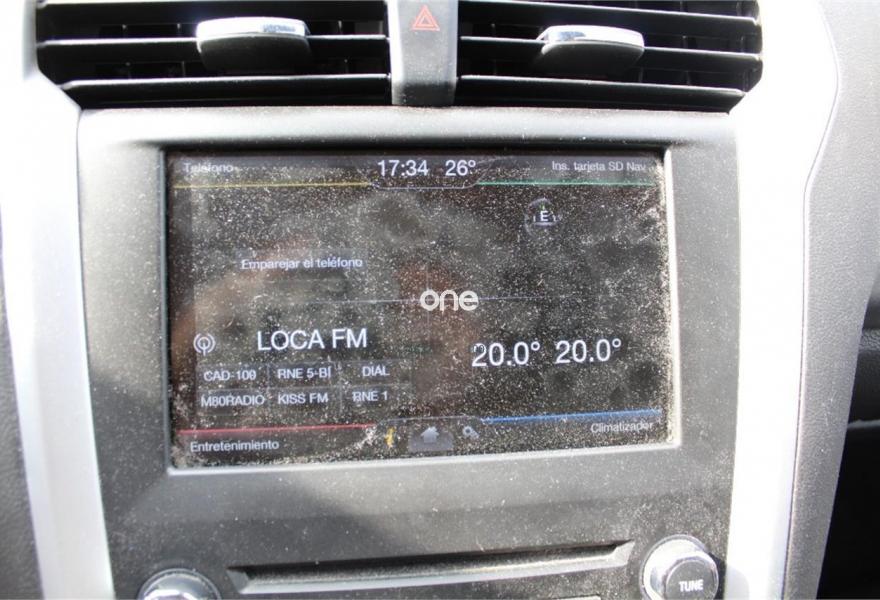 Teléfono 17:34 26° Ins. tarjeta SD Nav
E
Emparejar el teléfono
one
LOCA FM
20.0° 20.0°
CAD-100 RNE 5-BI DIAL
M80RADIO KISS FM RNE 1
Entretenimiento Climatizador
TUNE